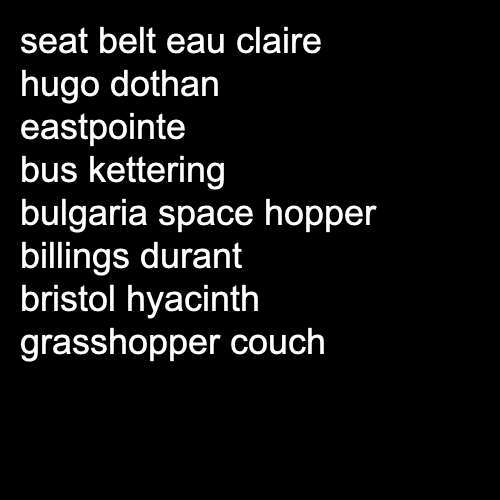 seat belt eau claire
hugo dothan
eastpointe
bus kettering
bulgaria space hopper
billings durant
bristol hyacinth
grasshopper couch